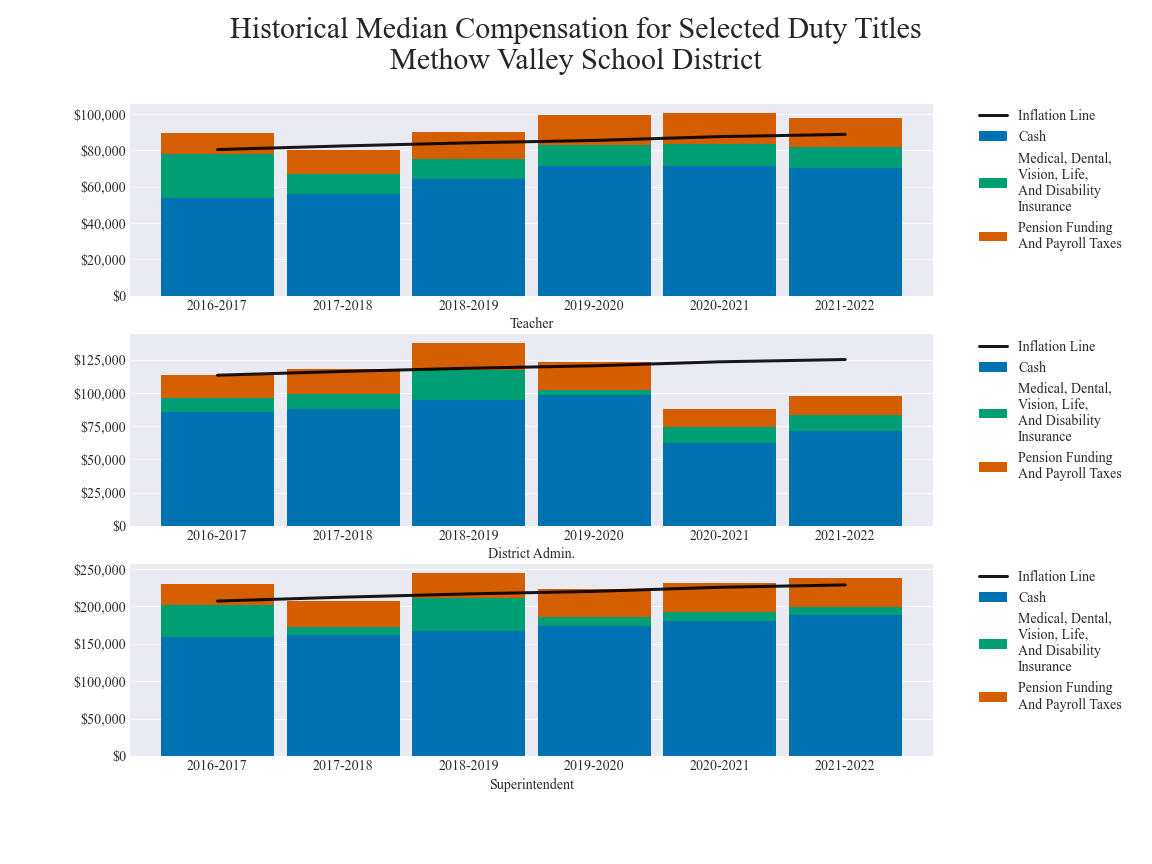 Historical Median Compensation for Selected Duty Titles
Methow Valley School District
$100,000
$80,000
$60,000
$40,000
$20,000
$0
2016-2017 2017-2018 2018-2019 2019-2020 2020-2021 2021-2022
Teacher
Inflation Line
Cash
Medical, Dental,
Vision, Life,
And Disability
Insurance
Pension Funding
And Payroll Taxes
$125,000
$100,000
$75,000
$50,000
$25,000
$0
2016-2017 2017-2018 2018-2019 2019-2020 2020-2021 2021-2022
District Admin.
Inflation Line
Cash
Medical, Dental,
Vision, Life,
And Disability
Insurance
Pension Funding
And Payroll Taxes
$250,000
$200,000
$150,000
$100,000
$50,000
$0
2016-2017 2017-2018 2018-2019 2019-2020 2020-2021 2021-2022
Superintendent
Inflation Line
Cash
Medical, Dental,
Vision, Life,
And Disability
Insurance
Pension Funding
And Payroll Taxes